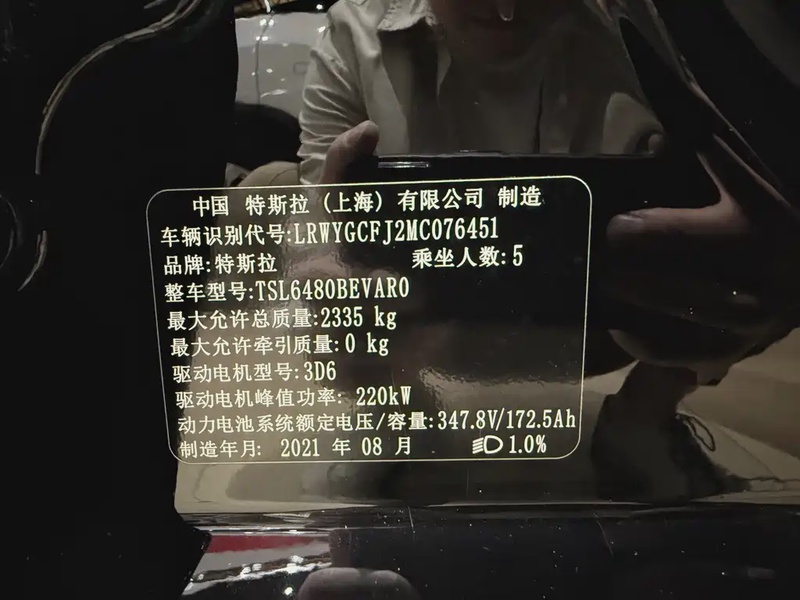 中国 特斯拉（上海）有限公司 制造
车辆识别代号:LRWYGCFJ2MC076451
品牌:特斯拉 乘坐人数:5
整车型号:TSL6480BEVAR0
最大允许总质量:2335 kg
最大允许牵引质量:0 kg
驱动电机型号:3D6
驱动电机峰值功率: 220kW
动力电池系统额定电压/容量:347.8V/172.5Ah
制造年月: 2021 年 08 月 1.0%